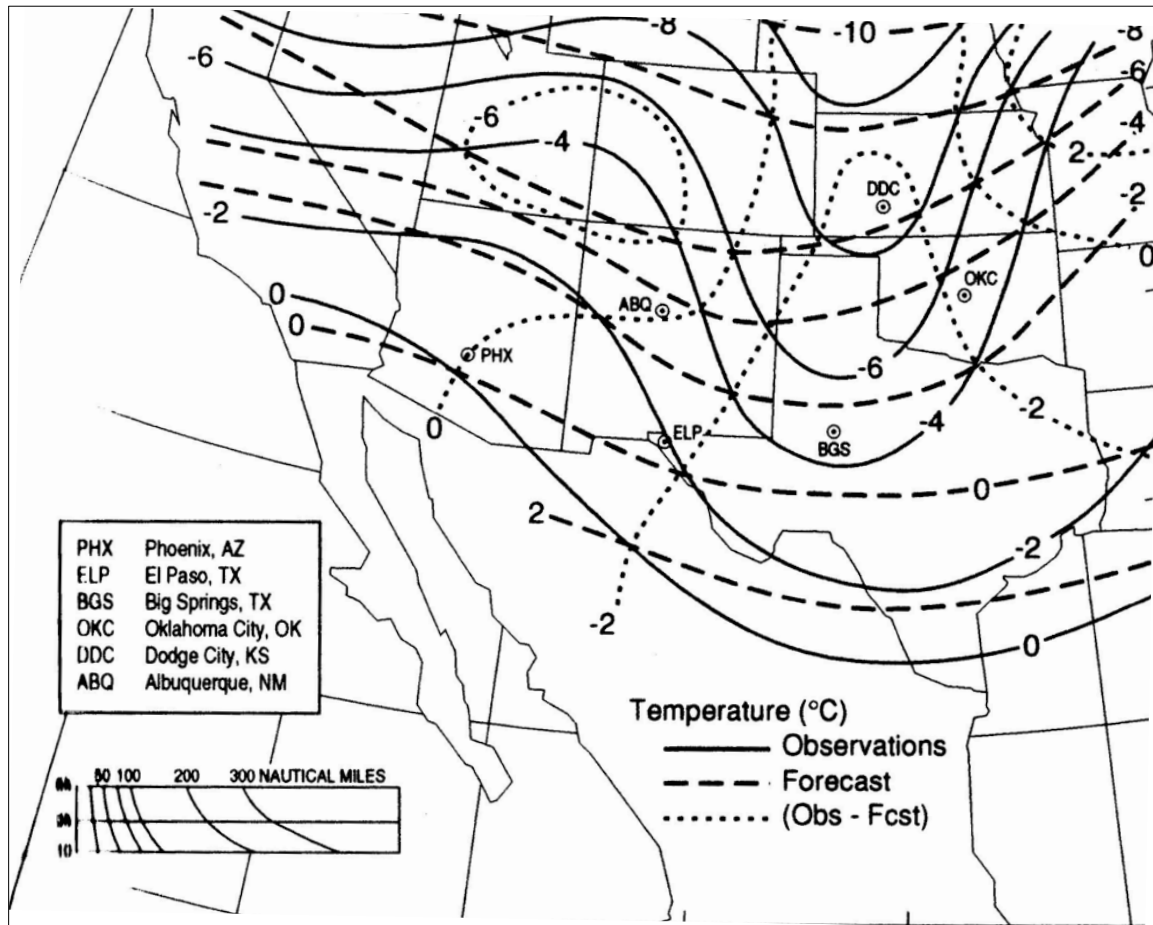 -8
-10
-8
-6
-6
-6
-4
-4
2
DDC
-2
-2
0
OKC
0
ABQ
0
PHX
-6
-2
0
ELP
-4
BGS
0
2
-2
-2
0
PHX Phoenix, AZ
ELP El Paso, TX
BGS Big Springs, TX
OKC Oklahoma City, OK
DDC Dodge City, KS
ABQ Albuquerque, NM
Temperature (°C)
Observations
Forecast
(Obs - Fcst)
100 200 300 NAUTICAL MILES
10